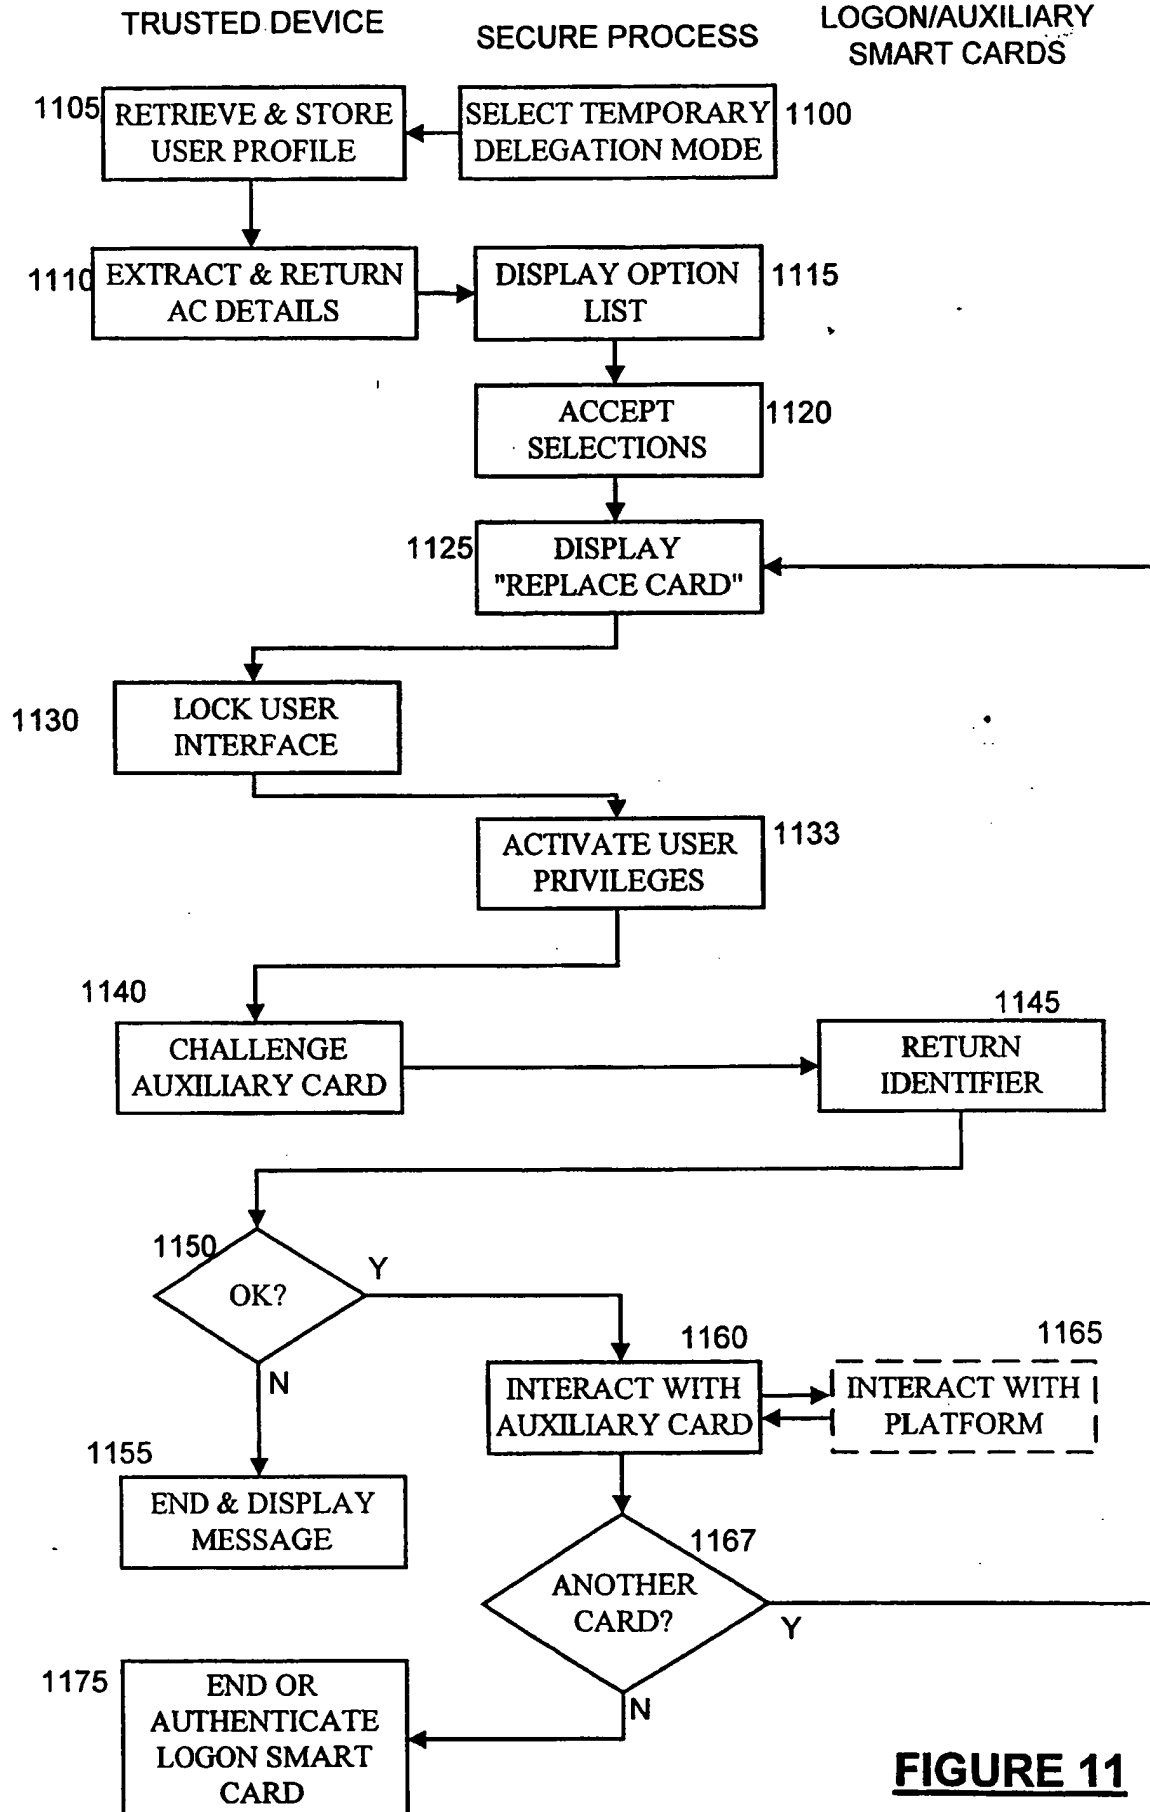 TRUSTED DEVICE
SECURE PROCESS
LOGON/AUXILIARY
SMART CARDS
1105
RETRIEVE & STORE
USER PROFILE
SELECT TEMPORARY
DELEGATION MODE
1100
1110
EXTRACT & RETURN
AC DETAILS
DISPLAY OPTION
LIST
1115
ACCEPT
SELECTIONS
1120
1125
DISPLAY
"REPLACE CARD"
1130
LOCK USER
INTERFACE
ACTIVATE USER
PRIVILEGES
1133
1140
CHALLENGE
AUXILIARY CARD
1145
RETURN
IDENTIFIER
1150
OK?
Y
N
1155
END & DISPLAY
MESSAGE
1160
INTERACT WITH
AUXILIARY CARD
1165
INTERACT WITH
PLATFORM
1167
ANOTHER
CARD?
Y
N
1175
END OR
AUTHENTICATE
LOGON SMART
CARD
FIGURE 11